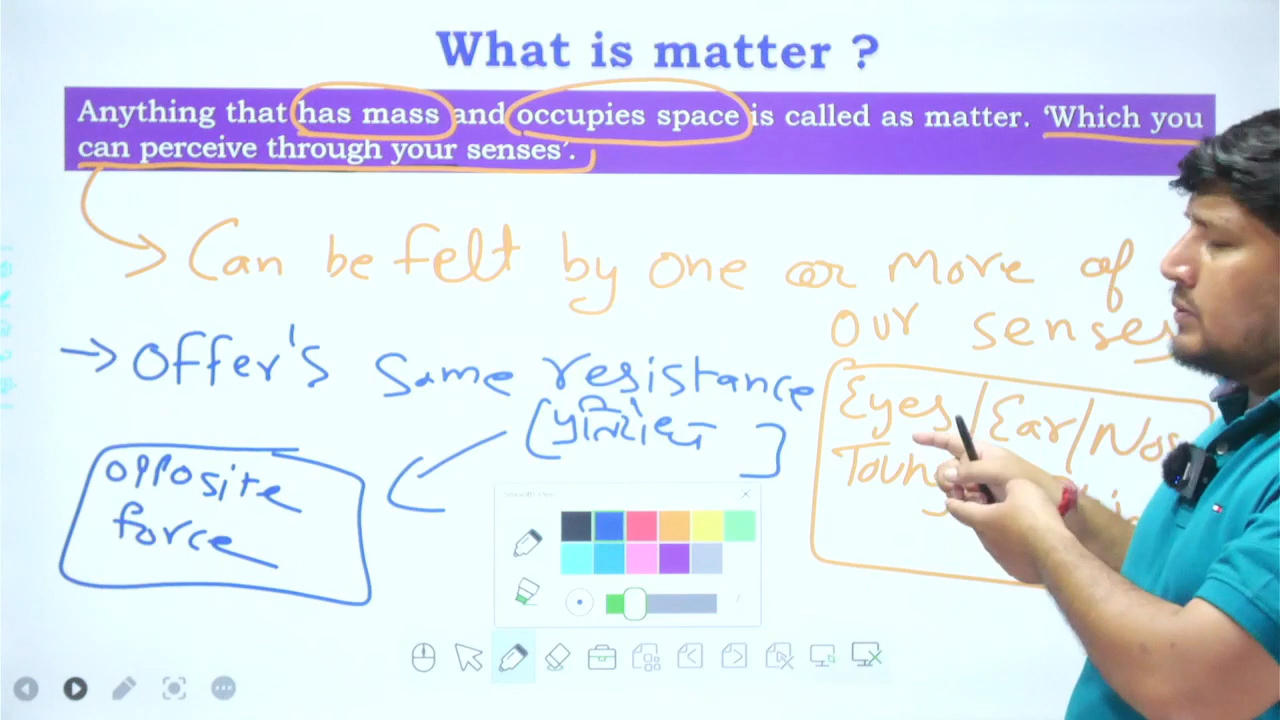 What is matter ?
Anything that has mass and occupies space is called as matter. ‘Which you
can perceive through your senses’.
Can be felt by one or more of
our senses
→ Offer's Same resistance
Eyes / Ear /
opposite
force